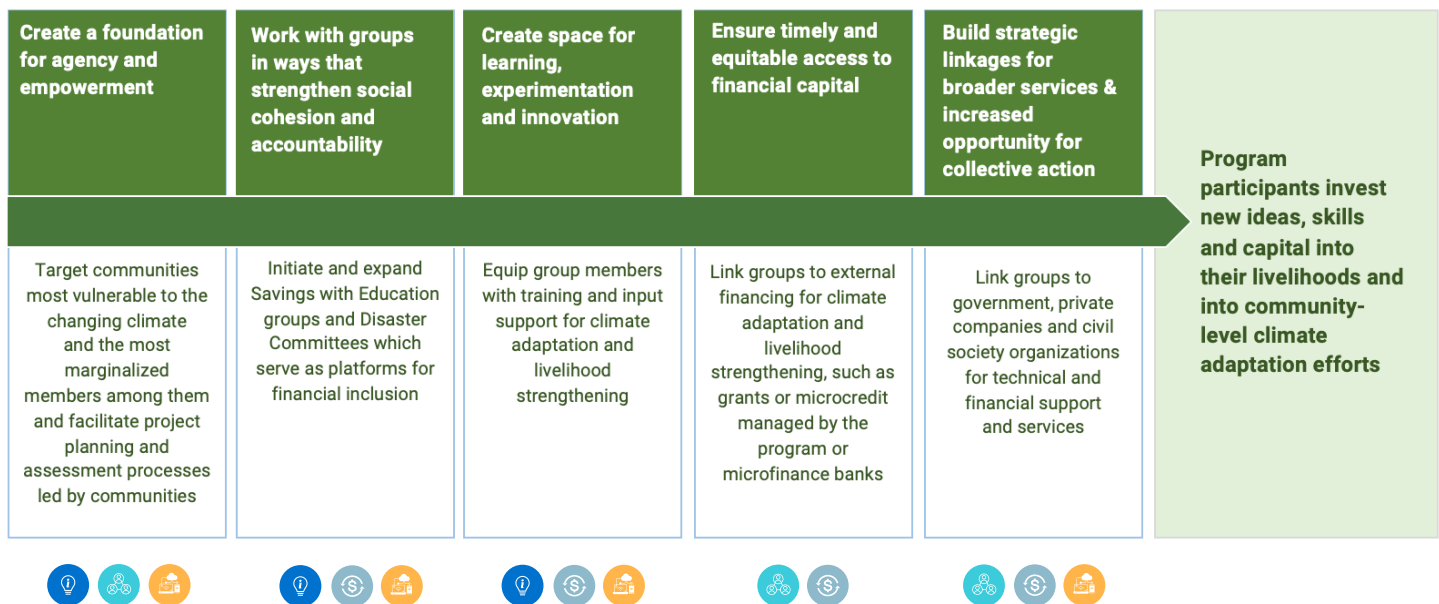 Create a foundation
for agency and
empowerment
Work with groups
in ways that
strengthen social
cohesion and
accountability
Create space for
learning,
experimentation
and innovation
Ensure timely and
equitable access to
financial capital
Build strategic
linkages for
broader services &
increased
opportunity for
collective action
Target communities
most vulnerable to the
changing climate
and the most
marginalized
members among them
and facilitate project
planning and
assessment processes
led by communities
Initiate and expand
Savings with Education
groups and Disaster
Committees which
serve as platforms for
financial inclusion
Equip group members
with training and input
support for climate
adaptation and
livelihood
strengthening
Link groups to external
financing for climate
adaptation and
livelihood
strengthening, such as
grants or microcredit
managed by the
program or
microfinance banks
Link groups to
government, private
companies and civil
society organizations
for technical and
financial support
and services
Program
participants invest
new ideas, skills
and capital into
their livelihoods and
into community-
level climate
adaptation efforts